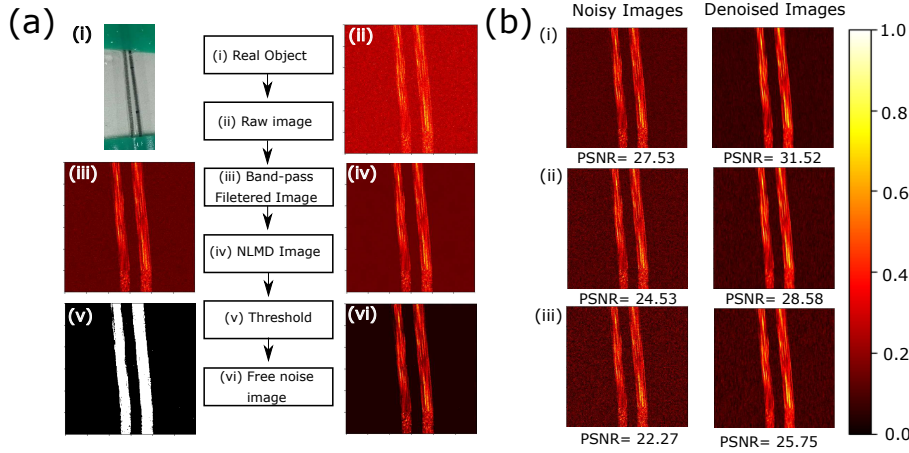 (a)
(i)
(i) Real Object
(ii) Raw image
(iii) Band-pass
Filetered Image
(iv) NLMD Image
(v) Threshold
(vi) Free noise
image
(ii)
(iii)
(iv)
(v)
(vi)
(b)
Noisy Images
Denoised Images
(i)
PSNR= 27.53
PSNR= 31.52
(ii)
PSNR= 24.53
PSNR= 28.58
(iii)
PSNR= 22.27
PSNR= 25.75
1.0
0.8
0.6
0.4
0.2
0.0